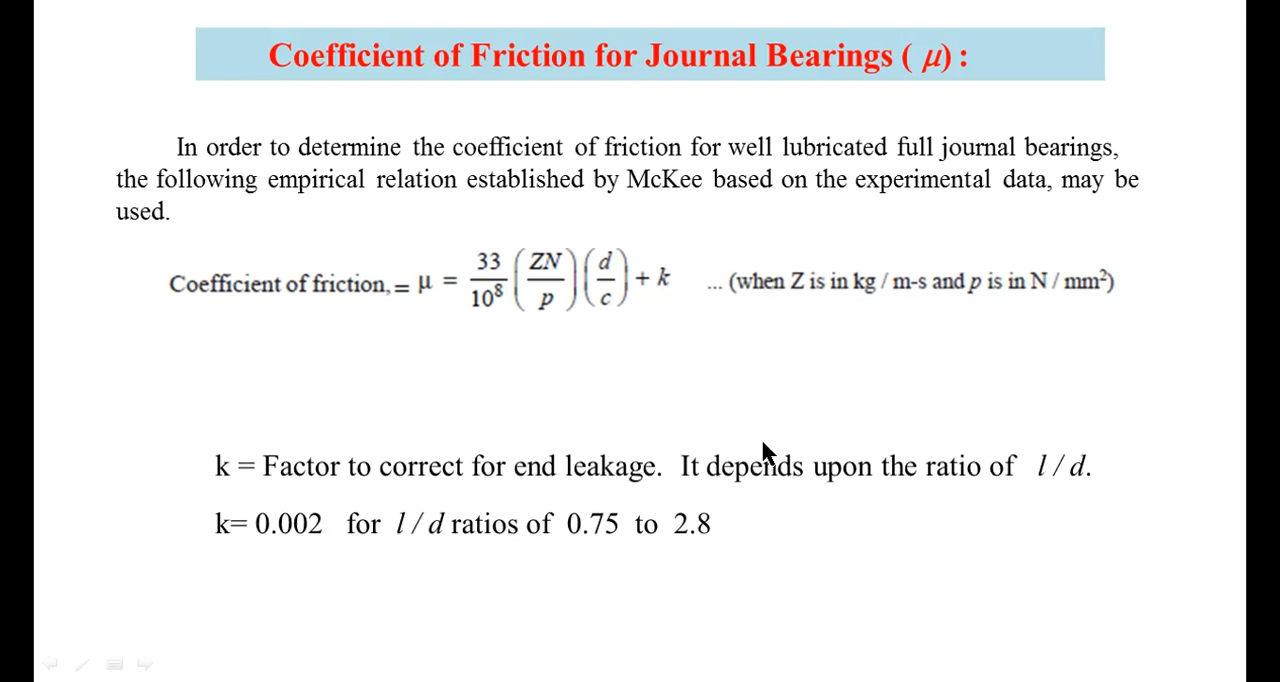 Coefficient of Friction for Journal Bearings ( μ) :
In order to determine the coefficient of friction for well lubricated full journal bearings,
the following empirical relation established by McKee based on the experimental data, may be
used.
Coefficient of friction, = μ = 33/10⁸ (ZN/p) (d/c) + k ... (when Z is in kg / m-s and p is in N / mm²)
k = Factor to correct for end leakage. It depends upon the ratio of l / d.
k= 0.002 for l / d ratios of 0.75 to 2.8